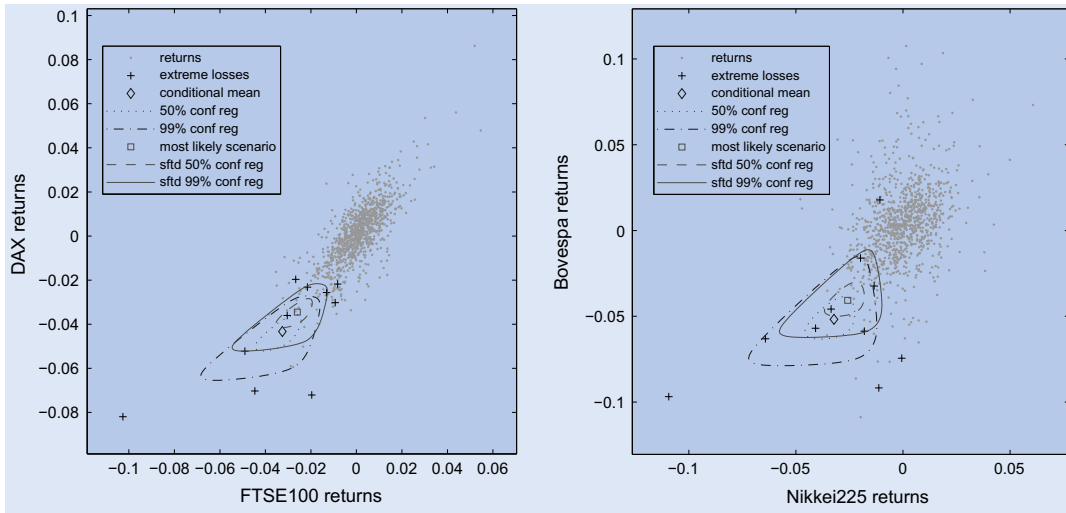 0.1
0.08
0.06
0.04
0.02
0
−0.02
−0.04
−0.06
−0.08
DAX returns
returns
extreme losses
conditional mean
50% conf reg
99% conf reg
most likely scenario
sftd 50% conf reg
sftd 99% conf reg
−0.1 −0.08 −0.06 −0.04 −0.02 0 0.02 0.04 0.06
FTSE100 returns
0.1
0.05
0
−0.05
−0.1
Bovespa returns
returns
extreme losses
conditional mean
50% conf reg
99% conf reg
most likely scenario
sftd 50% conf reg
sftd 99% conf reg
−0.1 −0.05 0 0.05
Nikkei225 returns